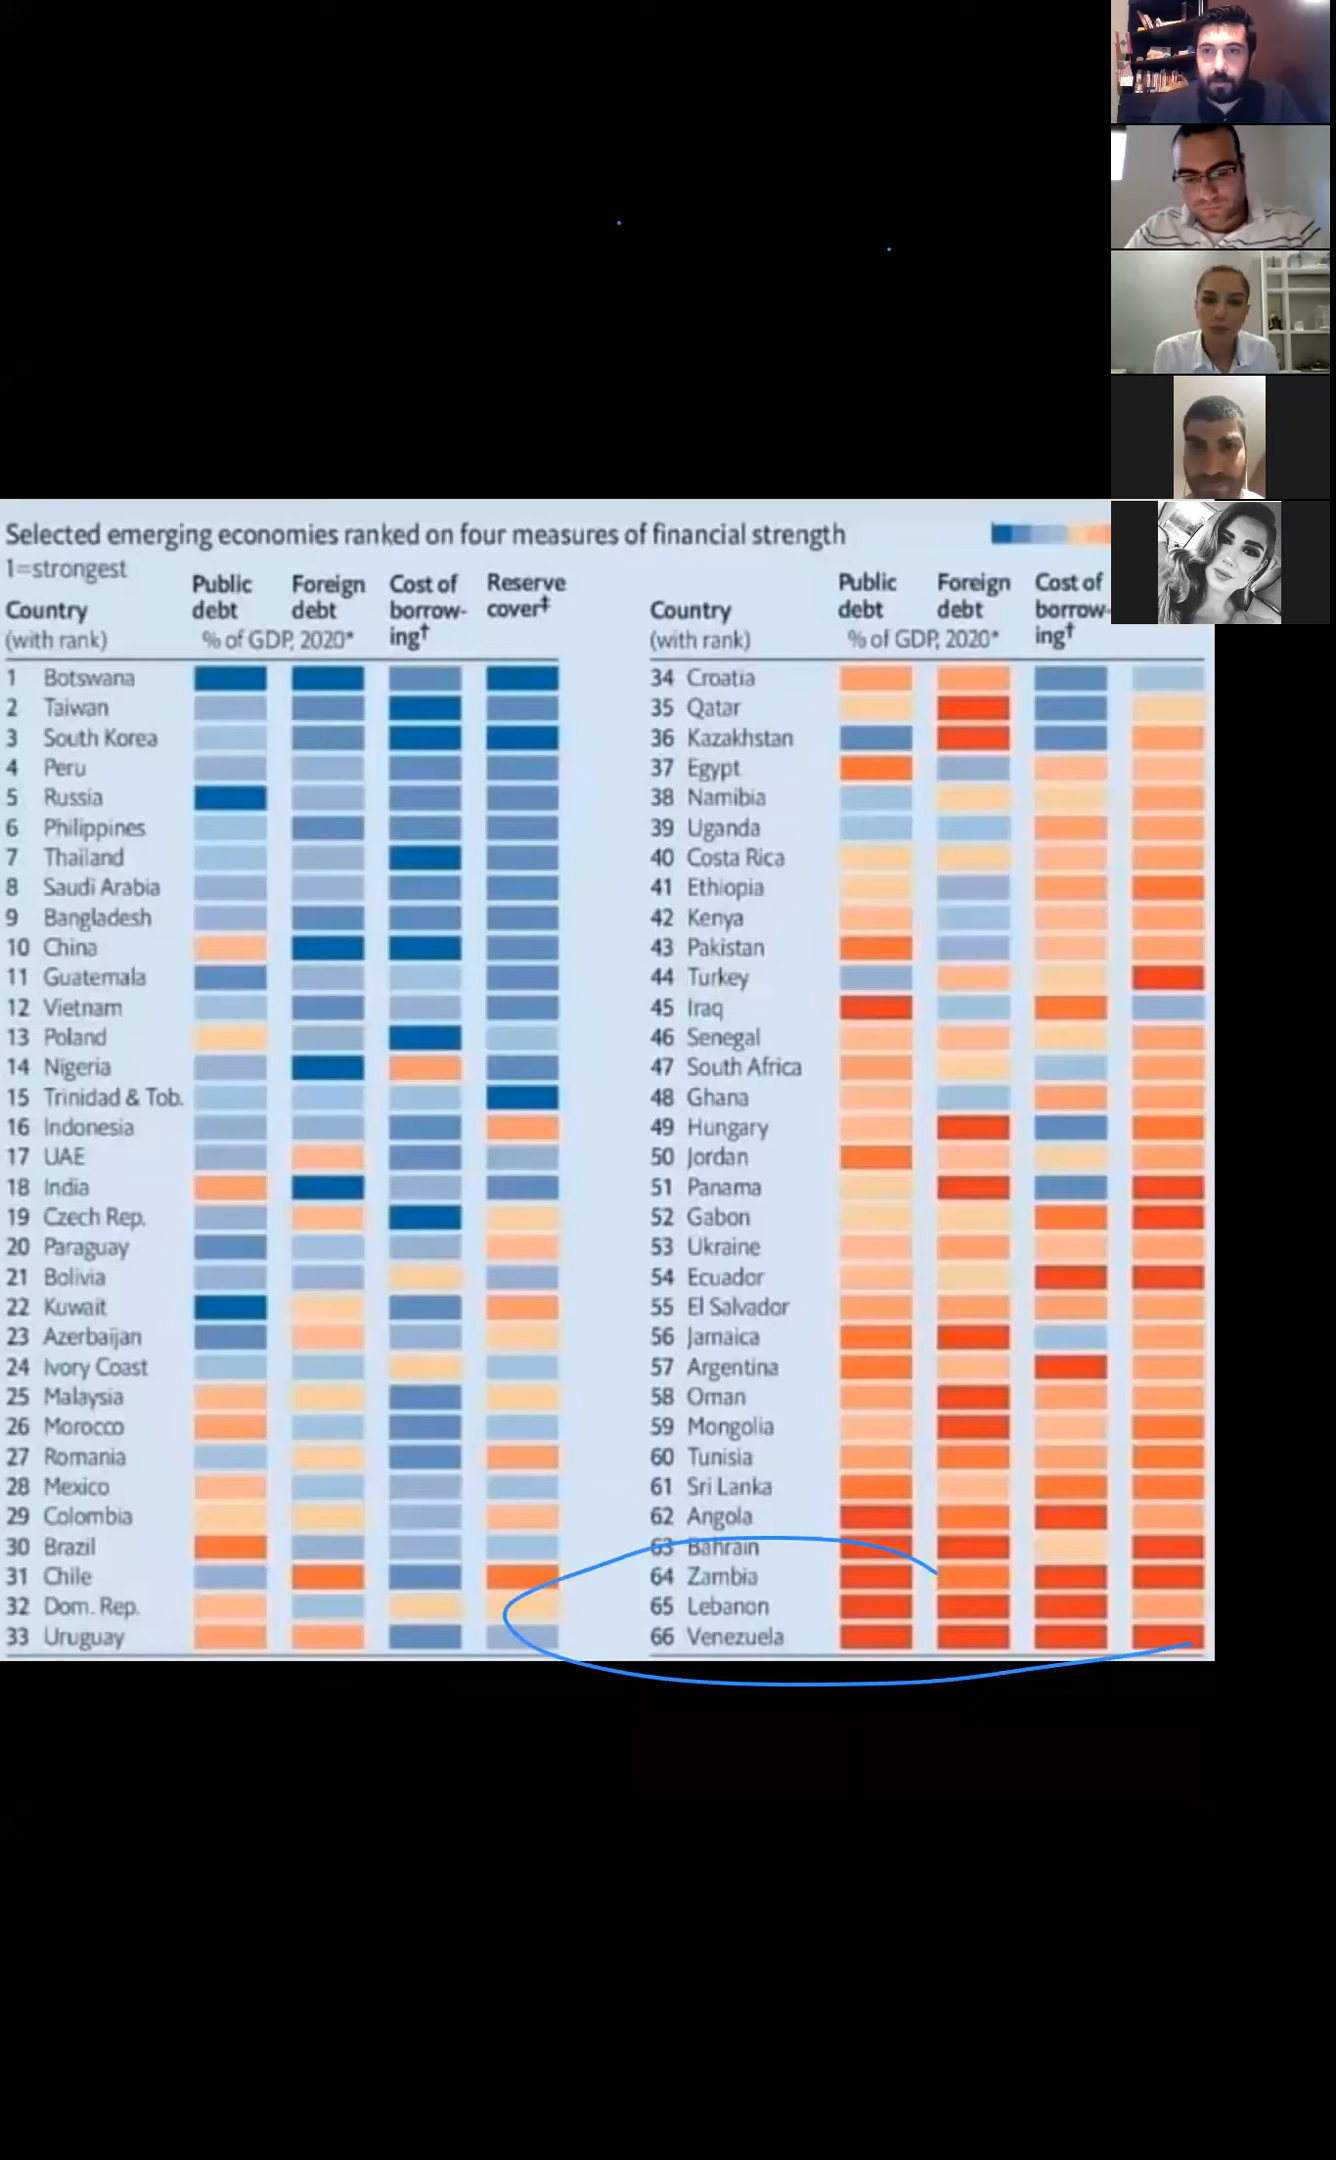 Selected emerging economies ranked on four measures of financial strength
1=strongest
Country
(with rank)
Public debt
Foreign debt
% of GDP, 2020*
Cost of borrow-ing†
Reserve cover‡
1 Botswana
2 Taiwan
3 South Korea
4 Peru
5 Russia
6 Philippines
7 Thailand
8 Saudi Arabia
9 Bangladesh
10 China
11 Guatemala
12 Vietnam
13 Poland
14 Nigeria
15 Trinidad & Tob.
16 Indonesia
17 UAE
18 India
19 Czech Rep.
20 Paraguay
21 Bolivia
22 Kuwait
23 Azerbaijan
24 Ivory Coast
25 Malaysia
26 Morocco
27 Romania
28 Mexico
29 Colombia
30 Brazil
31 Chile
32 Dom. Rep.
33 Uruguay
Country
(with rank)
Public debt
Foreign debt
% of GDP, 2020*
Cost of borrow-ing†
34 Croatia
35 Qatar
36 Kazakhstan
37 Egypt
38 Namibia
39 Uganda
40 Costa Rica
41 Ethiopia
42 Kenya
43 Pakistan
44 Turkey
45 Iraq
46 Senegal
47 South Africa
48 Ghana
49 Hungary
50 Jordan
51 Panama
52 Gabon
53 Ukraine
54 Ecuador
55 El Salvador
56 Jamaica
57 Argentina
58 Oman
59 Mongolia
60 Tunisia
61 Sri Lanka
62 Angola
63 Bahrain
64 Zambia
65 Lebanon
66 Venezuela